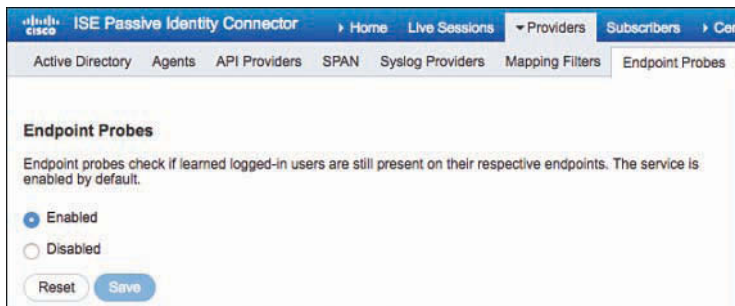 cisco ISE Passive Identity Connector Home Live Sessions Providers Subscribers
Active Directory Agents API Providers SPAN Syslog Providers Mapping Filters Endpoint Probes
Endpoint Probes
Endpoint probes check if learned logged-in users are still present on their respective endpoints. The service is
enabled by default.
Enabled
Disabled
Reset Save